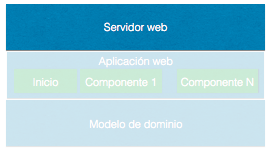 Servidor web
Aplicación web
Inicio Componente 1 Componente N
Modelo de dominio